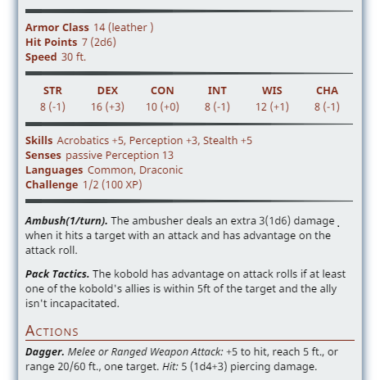 Armor Class 14 (leather )
Hit Points 7 (2d6)
Speed 30 ft.
STR DEX CON INT WIS CHA
8 (-1) 16 (+3) 10 (+0) 8 (-1) 12 (+1) 8 (-1)
Skills Acrobatics +5, Perception +3, Stealth +5
Senses passive Perception 13
Languages Common, Draconic
Challenge 1/2 (100 XP)
Ambush(1/turn). The ambusher deals an extra 3(1d6) damage .
when it hits a target with an attack and has advantage on the
attack roll.
Pack Tactics. The kobold has advantage on attack rolls if at least
one of the kobold's allies is within 5ft of the target and the ally
isn't incapacitated.
Actions
Dagger. Melee or Ranged Weapon Attack: +5 to hit, reach 5 ft., or
range 20/60 ft., one target. Hit: 5 (1d4+3) piercing damage.